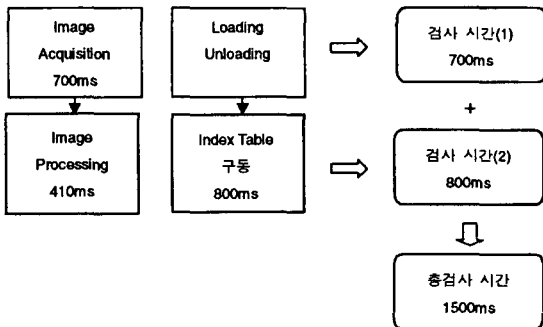 Image
Acquisition
700ms
Loading
Unloading
검사 시간(1)
700ms
+
Image
Processing
410ms
Index Table
구동
800ms
검사 시간(2)
800ms
총검사 시간
1500ms